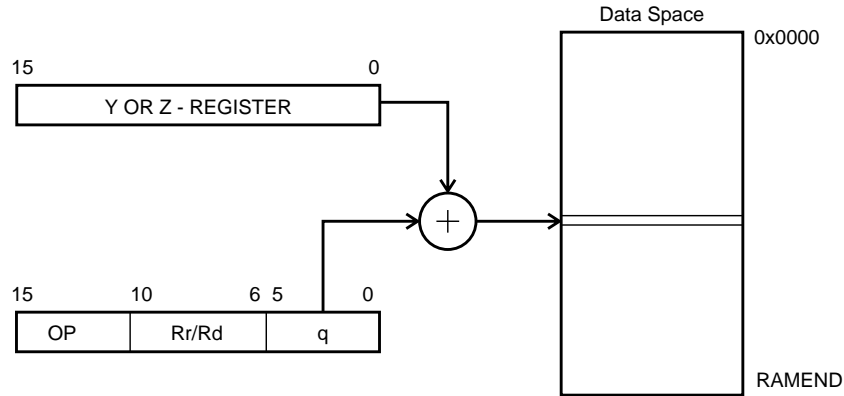 Data Space
0x0000
15 0
Y OR Z - REGISTER
+
15 10 6 5 0
OP Rr/Rd q
RAMEND